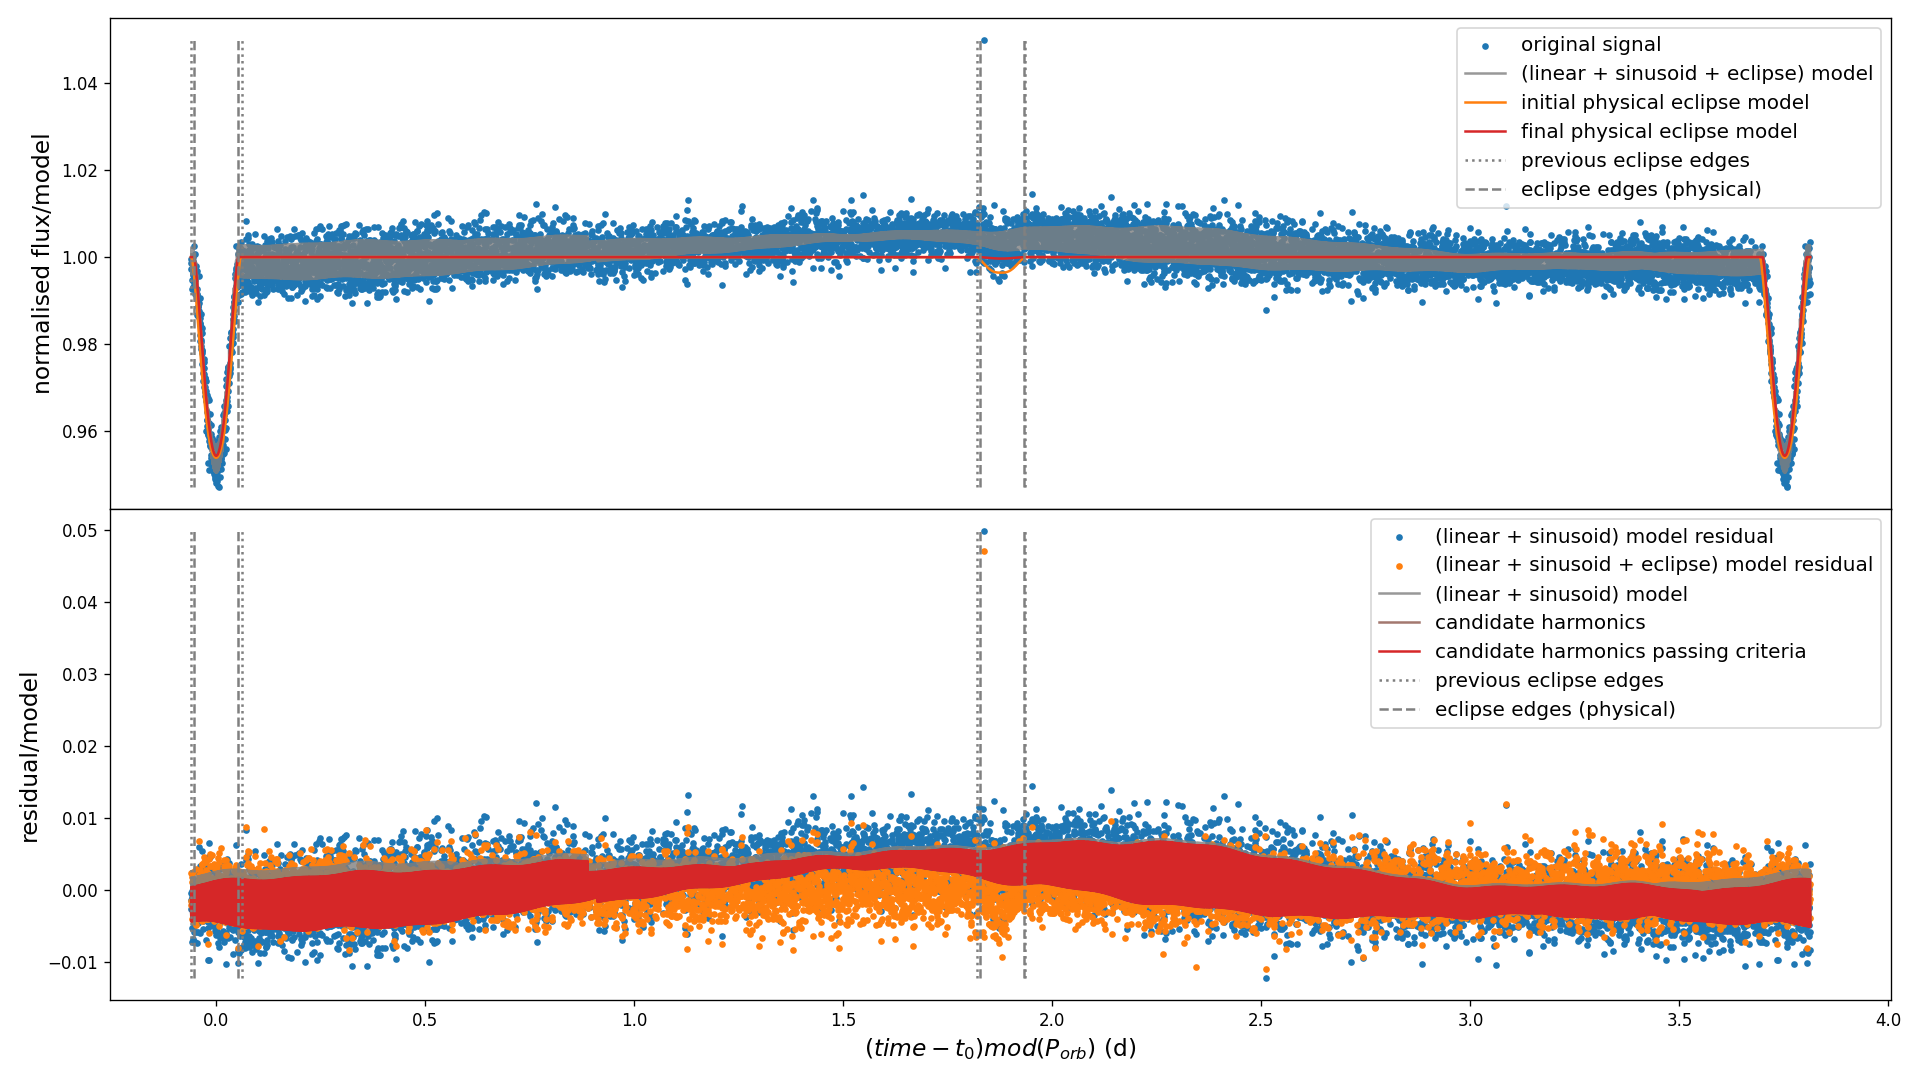 normalised flux/model
1.04
1.02
1.00
0.98
0.96
original signal
(linear + sinusoid + eclipse) model
initial physical eclipse model
final physical eclipse model
previous eclipse edges
eclipse edges (physical)
residual/model
0.05
0.04
0.03
0.02
0.01
0.00
−0.01
(linear + sinusoid) model residual
(linear + sinusoid + eclipse) model residual
(linear + sinusoid) model
candidate harmonics
candidate harmonics passing criteria
previous eclipse edges
eclipse edges (physical)
0.0 0.5 1.0 1.5 2.0 2.5 3.0 3.5 4.0
(time − t₀)mod(P_orb) (d)